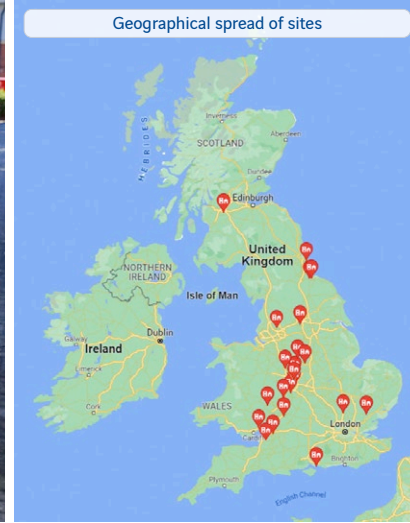 Geographical spread of sites
Inverness
Aberdeen
HEBRIDES
SCOTLAND
Dundee
Edinburgh
United
Kingdom
NORTHERN
IRELAND
Isle of Man
Dublin
Galway
Ireland
Limerick
Cork
WALES
London
Brighton
Plymouth
English Channel